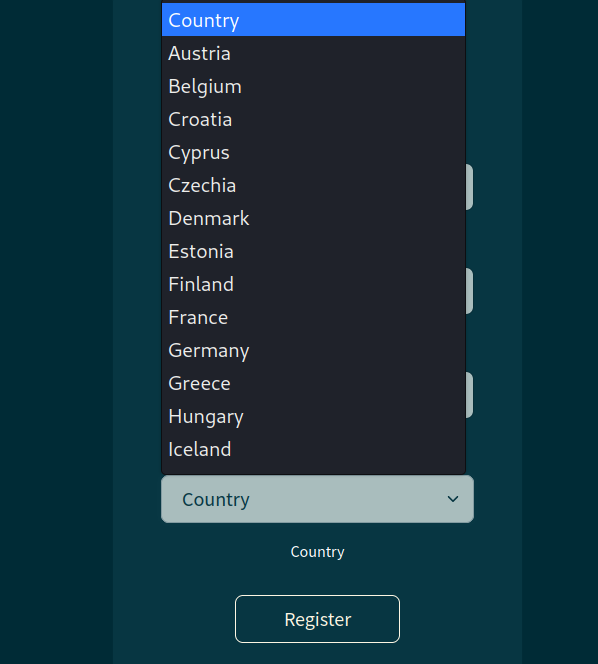 Country
Austria
Belgium
Croatia
Cyprus
Czechia
Denmark
Estonia
Finland
France
Germany
Greece
Hungary
Iceland
Country
Country
Register